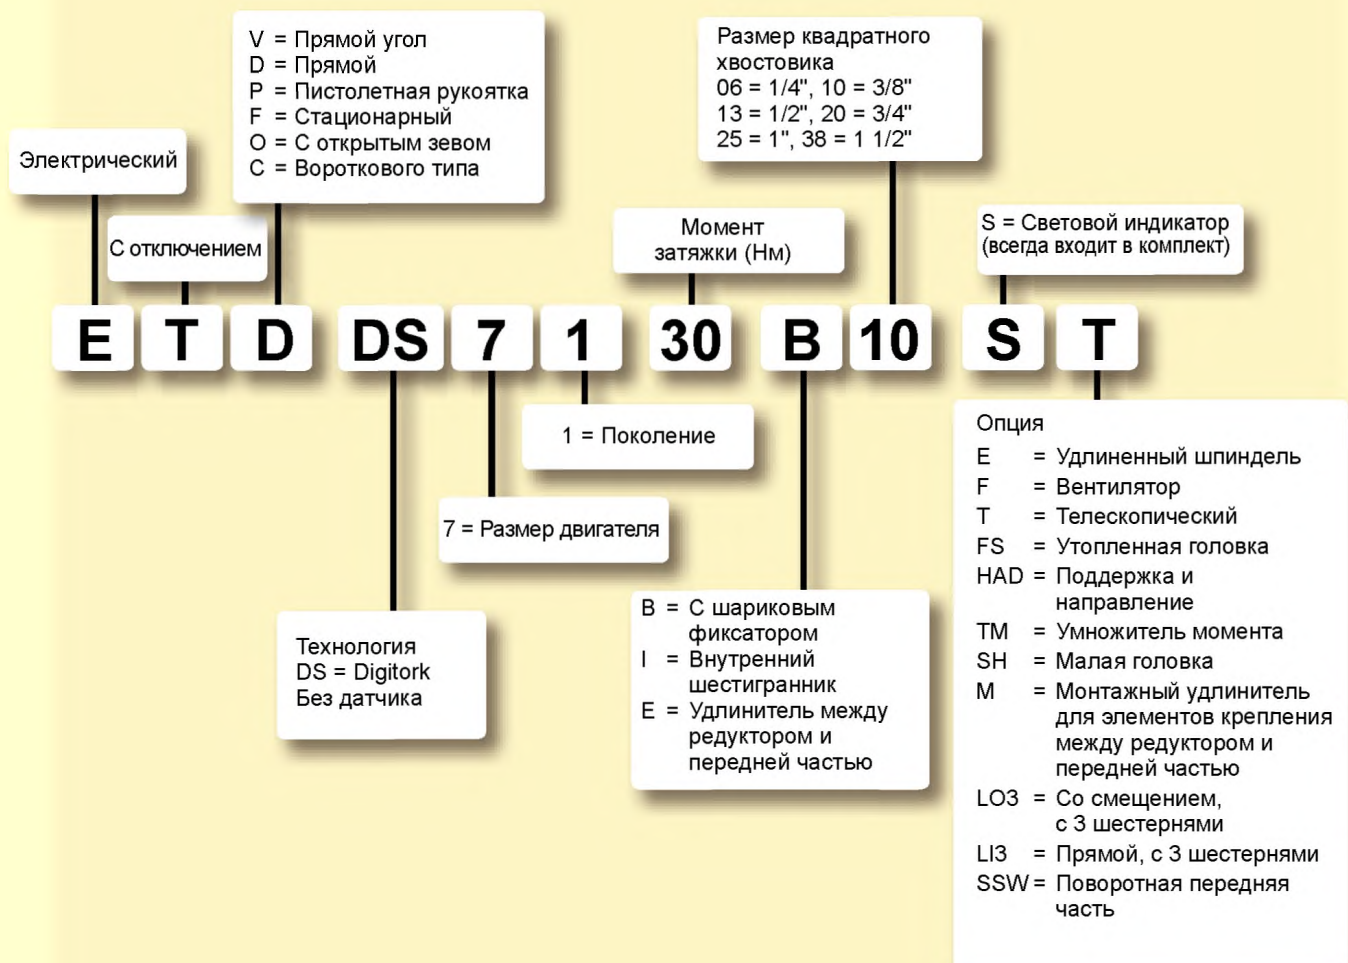 V = Прямой угол
D = Прямой
P = Пистолетная рукоятка
F = Стационарный
O = С открытым зевом
C = Вороткового типа
Размер квадратного
хвостовика
06 = 1/4", 10 = 3/8"
13 = 1/2", 20 = 3/4"
25 = 1", 38 = 1 1/2"
Электрический
С отключением
Момент
затяжки (Нм)
S = Световой индикатор
(всегда входит в комплект)
E T D DS 7 1 30 B 10 S T
1 = Поколение
7 = Размер двигателя
Технология
DS = Digitork
Без датчика
B = С шариковым
фиксатором
I = Внутренний
шестигранник
E = Удлинитель между
редуктором и
передней частью
Опция
E = Удлиненный шпиндель
F = Вентилятор
T = Телескопический
FS = Утопленная головка
HAD = Поддержка и
направление
TM = Умножитель момента
SH = Малая головка
M = Монтажный удлинитель
для элементов крепления
между редуктором и
передней частью
LO3 = Со смещением,
с 3 шестернями
LI3 = Прямой, с 3 шестернями
SSW = Поворотная передняя
часть